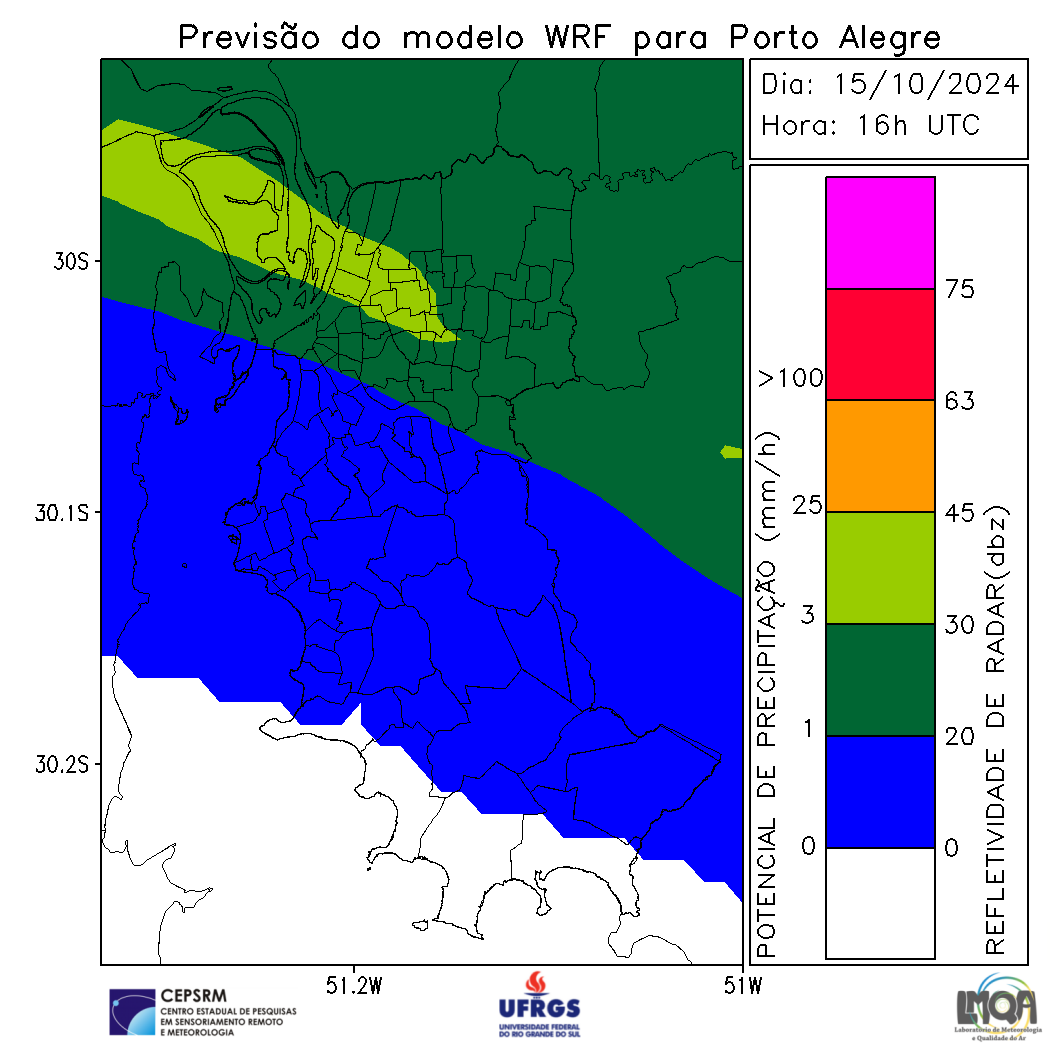 Previsão do modelo WRF para Porto Alegre
Dia: 15/10/2024
Hora: 16h UTC
30S
30.1S
30.2S
51.2W
51W
POTENCIAL DE PRECIPITAÇÃO (mm/h)
>100
25
3
1
0
75
63
45
30
20
0
REFLETIVIDADE DE RADAR(dbz)
CEPSRM
CENTRO ESTADUAL DE PESQUISAS
EM SENSORIAMENTO REMOTO
E METEOROLOGIA
UFRGS
UNIVERSIDADE FEDERAL
DO RIO GRANDE DO SUL
LMQA
Laboratório de Meteorologia
e Qualidade do Ar